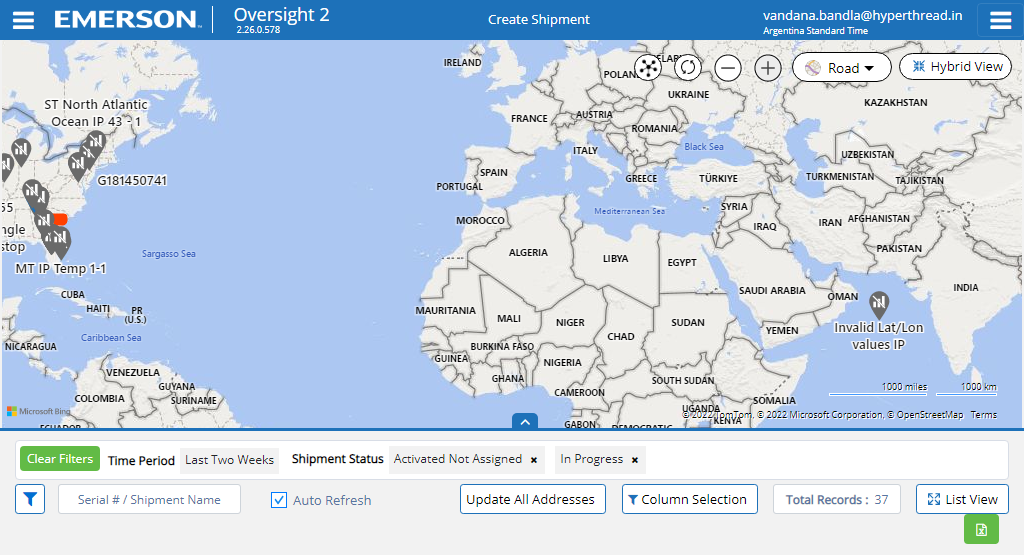 EMERSON™
Oversight 2
2.26.0.578
Create Shipment
vandana.bandla@hyperthread.in
Argentina Standard Time
IRELAND
POLAN
ELAR
Road
Hybrid View
UKRAINE
KAZAKHSTAN
ST North Atlantic
Ocean IP 43 - 1
FRANCE
AUSTRIA
ROMANIA
ITALY
Black Sea
UZBEKISTAN
SPAIN
PORTUGAL
GREECE
TÜRKIYE
TURKMENISTAN
TAJIKISTAN
G181450741
55
ngle
stop
MOROCCO
Mediterranean Sea
SYRIA
IRAQ
IRAN
AFGHANISTAN
PAKISTAN
Sargasso Sea
MT IP Temp 1-1
ALGERIA
LIBYA
EGYPT
SAUDI ARABIA
OMAN
INDIA
CUBA
HAITI
PR
(U.S.)
Caribbean Sea
NICARAGUA
MAURITANIA
MALI
NIGER
CHAD
SUDAN
YEMEN
Invalid Lat/Lon
values IP
BURKINA FASO
GUINEA
NIGERIA
GHANA
VENEZUELA
GUYANA
COLOMBIA
SURINAME
CAMEROON
SOUTH SUDAN
1000 miles
1000 km
SOMALIA
Microsoft Bing
UGANDA
© 2022 TomTom, © 2022 Microsoft Corporation, © OpenStreetMap Terms
ECUADOR
GABON
DEMOCRATIC
KENYA
Clear Filters
Time Period
Last Two Weeks
Shipment Status
Activated Not Assigned ×
In Progress ×
Serial # / Shipment Name
Auto Refresh
Update All Addresses
Column Selection
Total Records : 37
List View